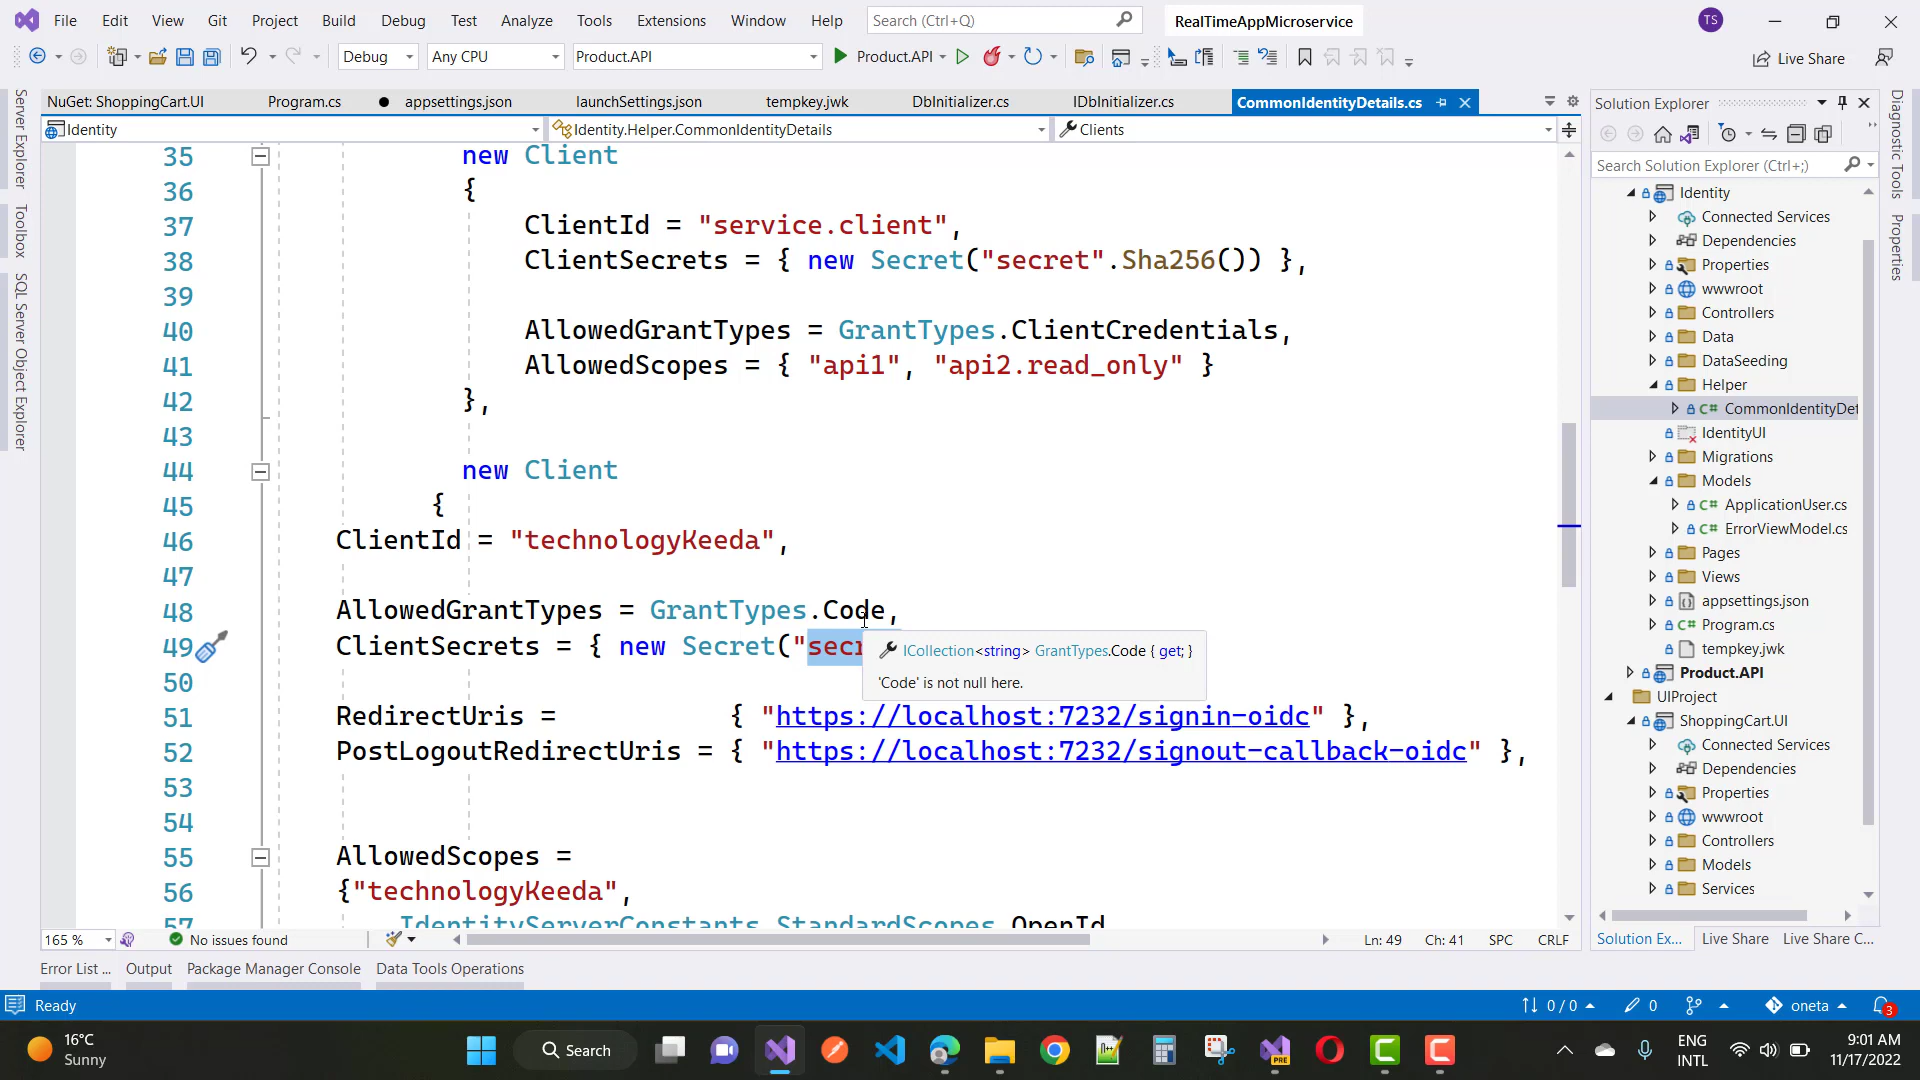 File Edit View Git Project Build Debug Test Analyze Tools Extensions Window Help Search (Ctrl+Q) RealTimeAppMicroservice TS
Debug Any CPU Product.API Product.API Live Share
NuGet: ShoppingCart.UI Program.cs appsettings.json launchSettings.json tempkey.jwk DbInitializer.cs IDbInitializer.cs CommonIdentityDetails.cs
Identity Identity.Helper.CommonIdentityDetails Clients
35 new Client
36 {
37 ClientId = "service.client",
38 ClientSecrets = { new Secret("secret".Sha256()) },
39
40 AllowedGrantTypes = GrantTypes.ClientCredentials,
41 AllowedScopes = { "api1", "api2.read_only" }
42 },
43
44 new Client
45 {
46 ClientId = "technologyKeeda",
47
48 AllowedGrantTypes = GrantTypes.Code,
49 ClientSecrets = { new Secret("secr
ICollection<string> GrantTypes.Code { get; }
'Code' is not null here.
50
51 RedirectUris = { "https://localhost:7232/signin-oidc" },
52 PostLogoutRedirectUris = { "https://localhost:7232/signout-callback-oidc" },
53
54
55 AllowedScopes =
56 {"technologyKeeda",
57 IdentityServerConstants.StandardScopes.OpenId
165 % No issues found Ln: 49 Ch: 41 SPC CRLF
Error List ... Output Package Manager Console Data Tools Operations
Server Explorer
Toolbox
SQL Server Object Explorer
Solution Explorer
Search Solution Explorer (Ctrl+;)
Identity
Connected Services
Dependencies
Properties
wwwroot
Controllers
Data
DataSeeding
Helper
C# CommonIdentityDet
IdentityUI
Migrations
Models
C# ApplicationUser.cs
C# ErrorViewModel.cs
Pages
Views
appsettings.json
Program.cs
tempkey.jwk
Product.API
UIProject
ShoppingCart.UI
Connected Services
Dependencies
Properties
wwwroot
Controllers
Models
Services
Solution Ex... Live Share Live Share C...
Diagnostic Tools
Properties
Ready 0 / 0 0 oneta 3
16°C
Sunny
Search
PRE
ENG
INTL
9:01 AM
11/17/2022